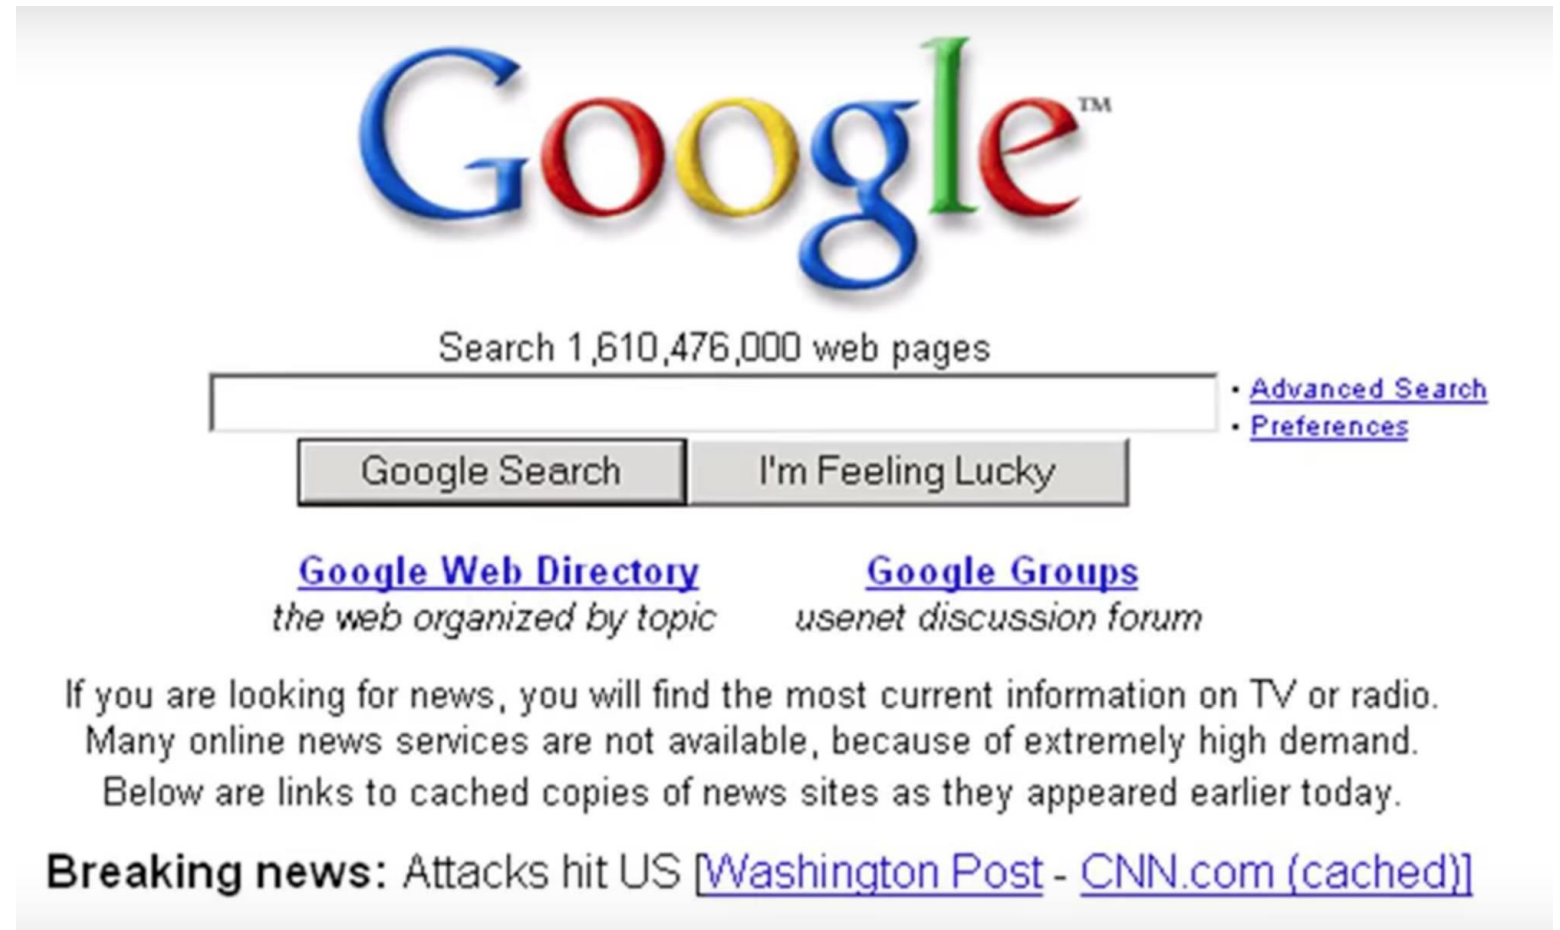 Google™
Search 1,610,476,000 web pages
• Advanced Search
• Preferences
Google Search I'm Feeling Lucky
Google Web Directory Google Groups
the web organized by topic usenet discussion forum
If you are looking for news, you will find the most current information on TV or radio.
Many online news services are not available, because of extremely high demand.
Below are links to cached copies of news sites as they appeared earlier today.
Breaking news: Attacks hit US [Washington Post - CNN.com (cached)]